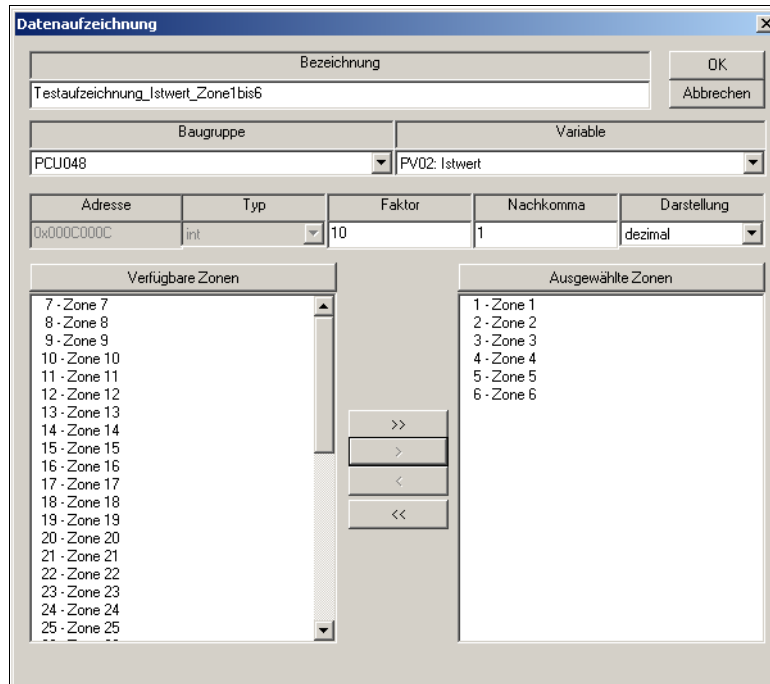 Datenaufzeichnung
Bezeichnung
OK
Testaufzeichnung_Istwert_Zone1bis6
Abbrechen
Baugruppe
Variable
PCU048
PV02: Istwert
Adresse
Typ
Faktor
Nachkomma
Darstellung
0x000C000C
int
10
1
dezimal
Verfügbare Zonen
Ausgewählte Zonen
7 - Zone 7
8 - Zone 8
9 - Zone 9
10 - Zone 10
11 - Zone 11
12 - Zone 12
13 - Zone 13
14 - Zone 14
15 - Zone 15
16 - Zone 16
17 - Zone 17
18 - Zone 18
19 - Zone 19
20 - Zone 20
21 - Zone 21
22 - Zone 22
23 - Zone 23
24 - Zone 24
25 - Zone 25
>>
>
<
<<
1 - Zone 1
2 - Zone 2
3 - Zone 3
4 - Zone 4
5 - Zone 5
6 - Zone 6